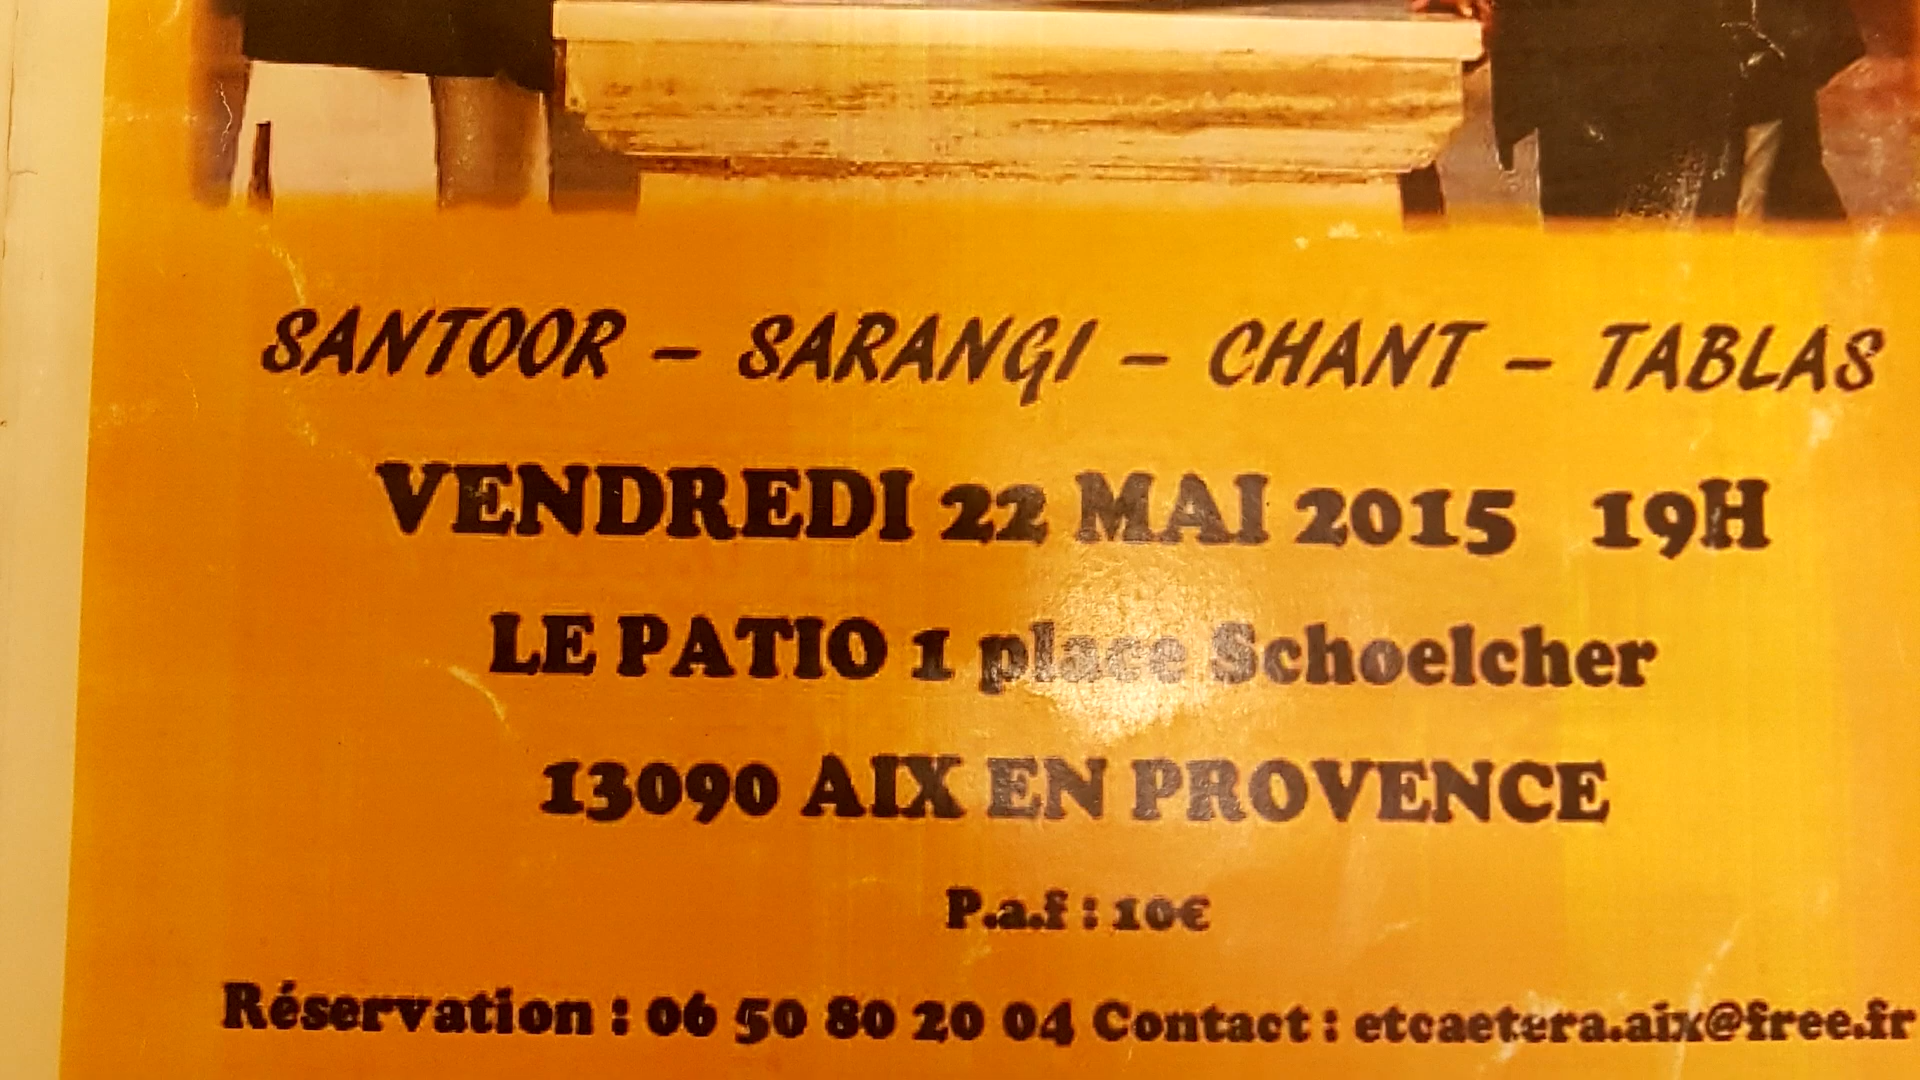 SANTOOR – SARANGI – CHANT – TABLAS
VENDREDI 22 MAI 2015 19H
LE PATIO 1 place Schoelcher
13090 AIX EN PROVENCE
P.a.f : 10€
Réservation : 06 50 80 20 04 Contact : etcaetera.aix@free.fr